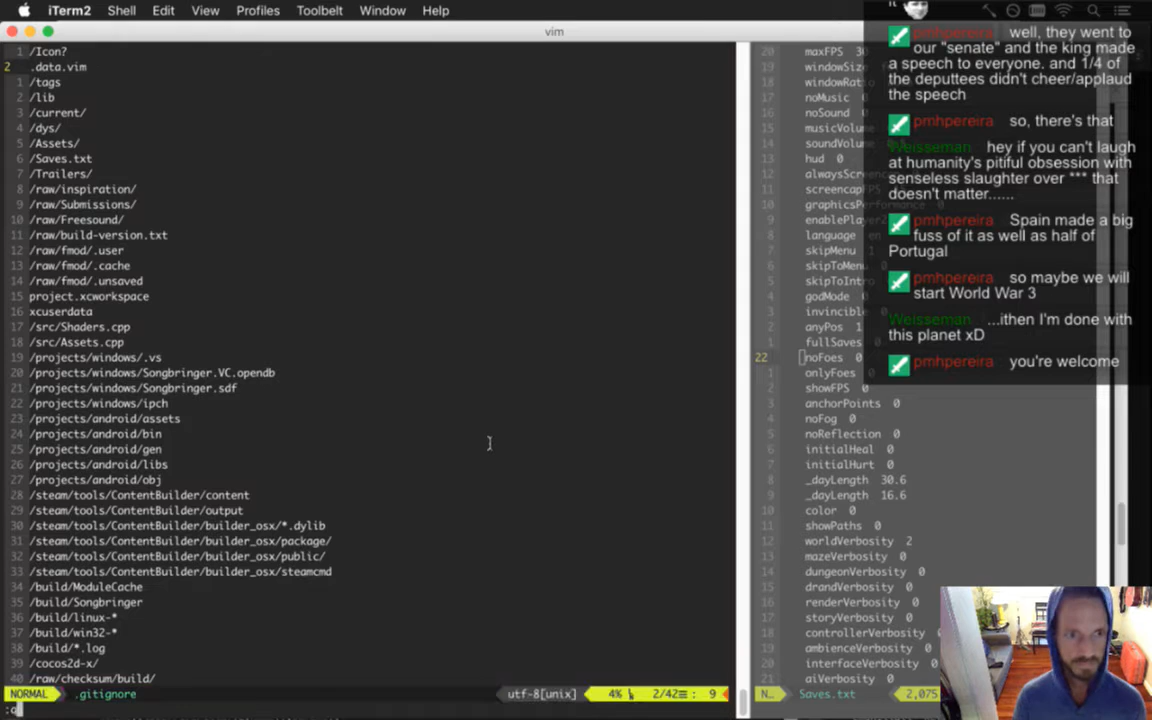 iTerm2 Shell Edit View Profiles Toolbelt Window Help
vim
1 /Icon?
2 .data.vim
1 /tags
2 /lib
3 /current/
4 /dys/
5 /Assets/
6 /Saves.txt
7 /Trailers/
8 /raw/inspiration/
9 /raw/Submissions/
10 /raw/Freesound/
11 /raw/build-version.txt
12 /raw/fmod/.user
13 /raw/fmod/.cache
14 /raw/fmod/.unsaved
15 project.xcworkspace
16 xcuserdata
17 /src/Shaders.cpp
18 /src/Assets.cpp
19 /projects/windows/.vs
20 /projects/windows/Songbringer.VC.opendb
21 /projects/windows/Songbringer.sdf
22 /projects/windows/ipch
23 /projects/android/assets
24 /projects/android/bin
25 /projects/android/gen
26 /projects/android/libs
27 /projects/android/obj
28 /steam/tools/ContentBuilder/content
29 /steam/tools/ContentBuilder/output
30 /steam/tools/ContentBuilder/builder_osx/*.dylib
31 /steam/tools/ContentBuilder/builder_osx/package/
32 /steam/tools/ContentBuilder/builder_osx/public/
33 /steam/tools/ContentBuilder/builder_osx/steamcmd
34 /build/ModuleCache
35 /build/Songbringer
36 /build/linux-*
37 /build/win32-*
38 /build/*.log
39 /cocos2d-x/
40 /raw/checksum/build/
NORMAL .gitignore utf-8[unix] 4% 2/42 : 9
:q
20 maxFPS 30
19 windowSize
18 windowRatio
17 noMusic 0
16 noSound 0
15 musicVolume
14 soundVolume
13 hud 0
12
11
10
9
8 language en
7 skipMenu 1
6 skipToMenu
5 skipToIntro
4 godMode 0
3 invincible
2 anyPos 1
1 fullSaves
22 noFoes 0
1 onlyFoes 0
2 showFPS 0
3 anchorPoints 0
4 noFog 0
5 noReflection 0
6 initialHeal 0
7 initialHurt 0
8 _dayLength 30.6
9 _dayLength 16.6
10 color 0
11 showPaths 0
12 worldVerbosity 2
13 mazeVerbosity 0
14 dungeonVerbosity 0
15 drandVerbosity 0
16 renderVerbosity 0
17 storyVerbosity 0
18 controllerVerbosity
19 ambienceVerbosity 0
20 interfaceVerbosity 0
21 aiVerbosity 0
N... Saves.txt 2,075
it
pmhpereira well, they went to
our "senate" and the king made
a speech to everyone. and 1/4 of
the deputtees didn't cheer/applaud
the speech
pmhpereira so, there's that
Weisseman hey if you can't laugh
at humanity's pitiful obsession with
senseless slaughter over *** that
doesn't matter......
pmhpereira Spain made a big
fuss of it as well as half of
Portugal
pmhpereira so maybe we will
start World War 3
Weisseman ...ithen I'm done with
this planet xD
pmhpereira you're welcome